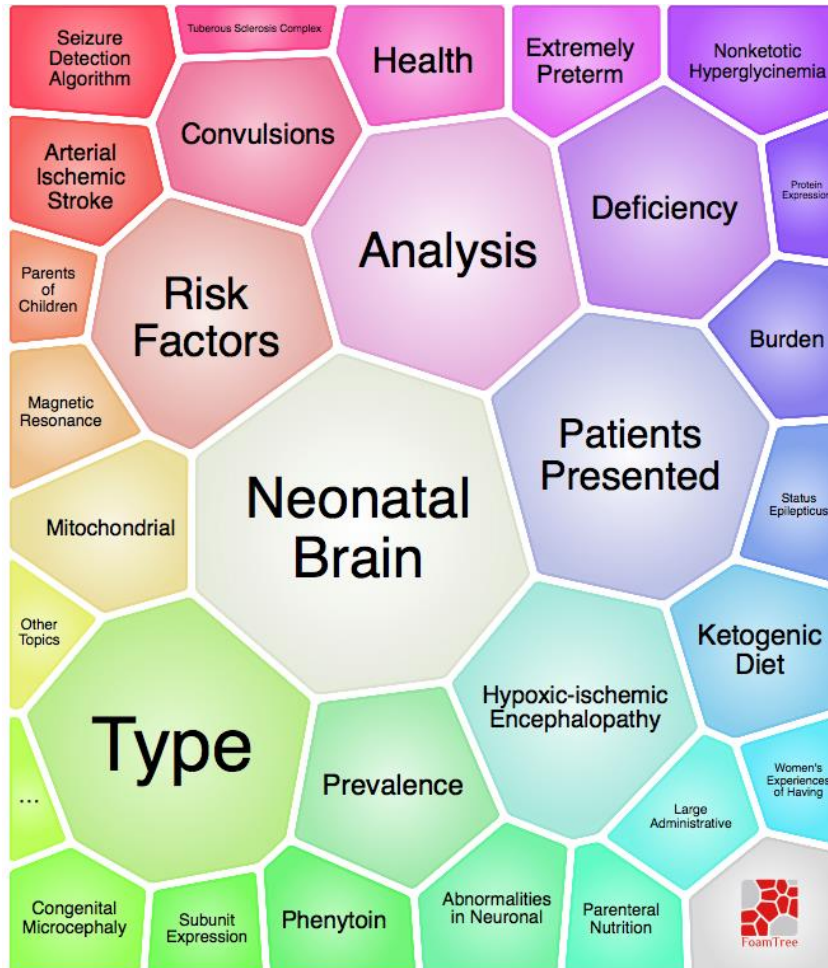 Seizure
Detection
Algorithm
Tuberous Sclerosis Complex
Health
Extremely
Preterm
Nonketotic
Hyperglycinemia
Convulsions
Arterial
Ischemic
Stroke
Analysis
Deficiency
Protein
Expression
Parents
of
Children
Risk
Factors
Burden
Magnetic
Resonance
Patients
Presented
Neonatal
Brain
Mitochondrial
Status
Epilepticus
Other
Topics
Ketogenic
Diet
Hypoxic-ischemic
Encephalopathy
Type
Prevalence
Women's
Experiences
of Having
...
Large
Administrative
Congenital
Microcephaly
Subunit
Expression
Phenytoin
Abnormalities
in Neuronal
Parenteral
Nutrition
FoamTree